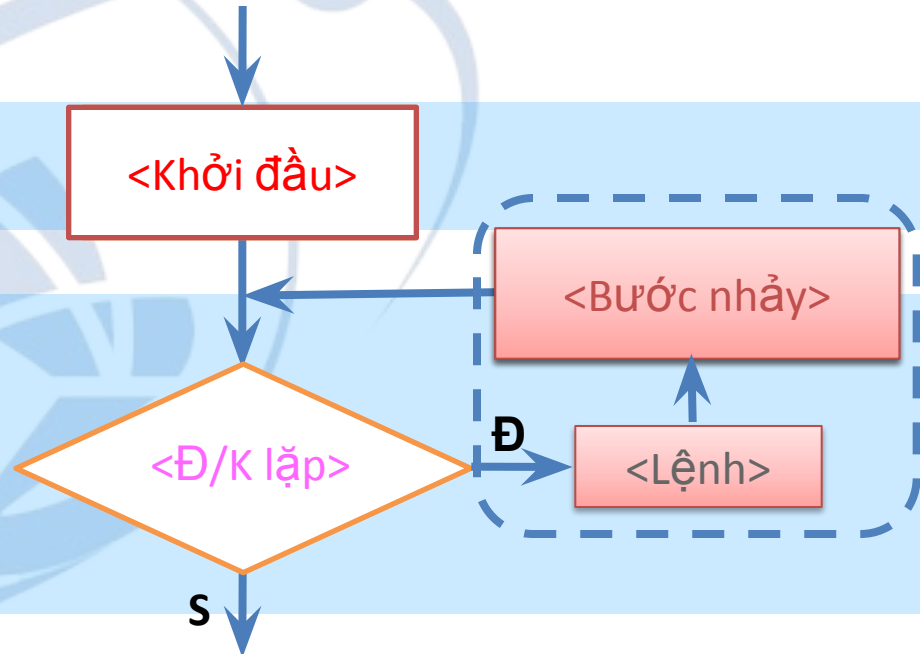 <Khởi đầu>
<Bước nhảy>
<Đ/K lặp>
Đ
<Lệnh>
S